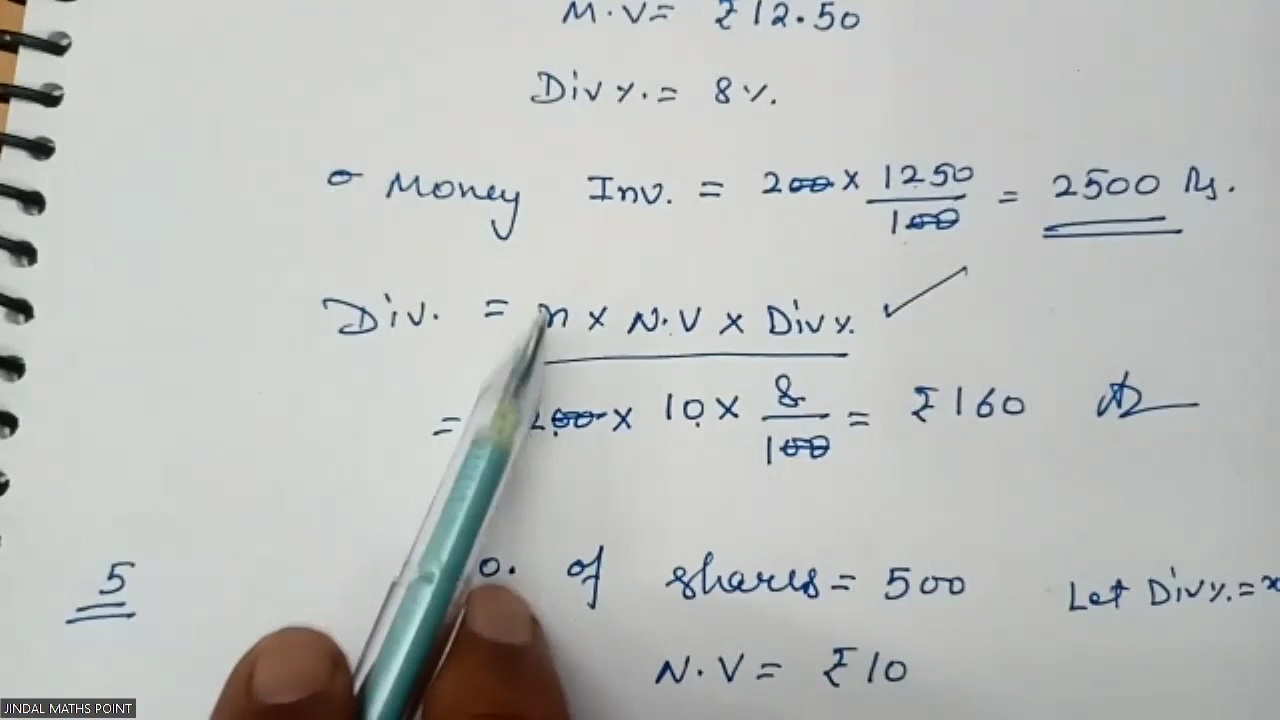 M.V= ₹12.50
Div%.= 8%.
Money Inv. = 200 × 1250/100 = 2500 Rs.
Div. = n × N.V × Div%. ✓
= 200 × 10 × 8/100 = ₹160
5 o. of shares= 500 Let Div%.=x
N.V= ₹10
JINDAL MATHS POINT